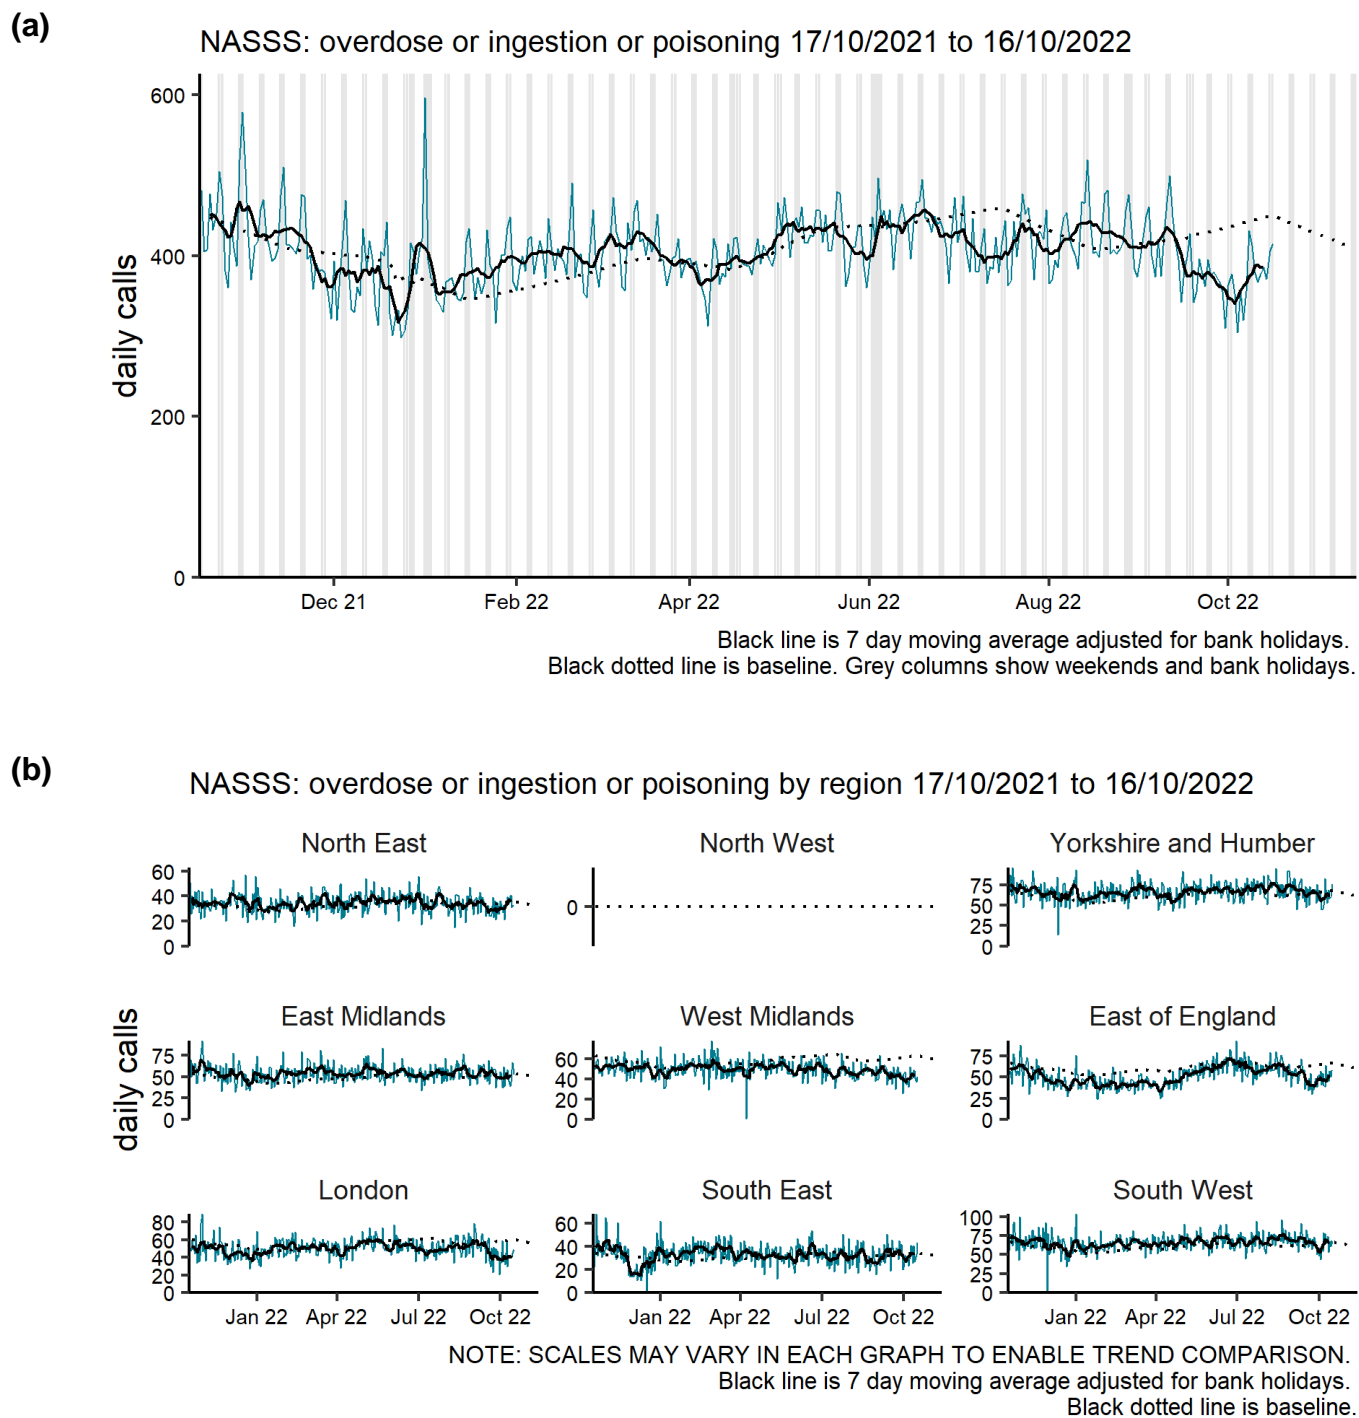 (a)
NASSS: overdose or ingestion or poisoning 17/10/2021 to 16/10/2022
600
400
200
0
daily calls
Dec 21 Feb 22 Apr 22 Jun 22 Aug 22 Oct 22
Black line is 7 day moving average adjusted for bank holidays.
Black dotted line is baseline. Grey columns show weekends and bank holidays.
(b)
NASSS: overdose or ingestion or poisoning by region 17/10/2021 to 16/10/2022
North East North West Yorkshire and Humber
60
40
20
0
0
75
50
25
0
daily calls
East Midlands West Midlands East of England
75
50
25
0
60
40
20
0
75
50
25
0
London South East South West
80
60
40
20
0
60
40
20
0
100
75
50
25
0
Jan 22 Apr 22 Jul 22 Oct 22 Jan 22 Apr 22 Jul 22 Oct 22 Jan 22 Apr 22 Jul 22 Oct 22
NOTE: SCALES MAY VARY IN EACH GRAPH TO ENABLE TREND COMPARISON.
Black line is 7 day moving average adjusted for bank holidays.
Black dotted line is baseline.